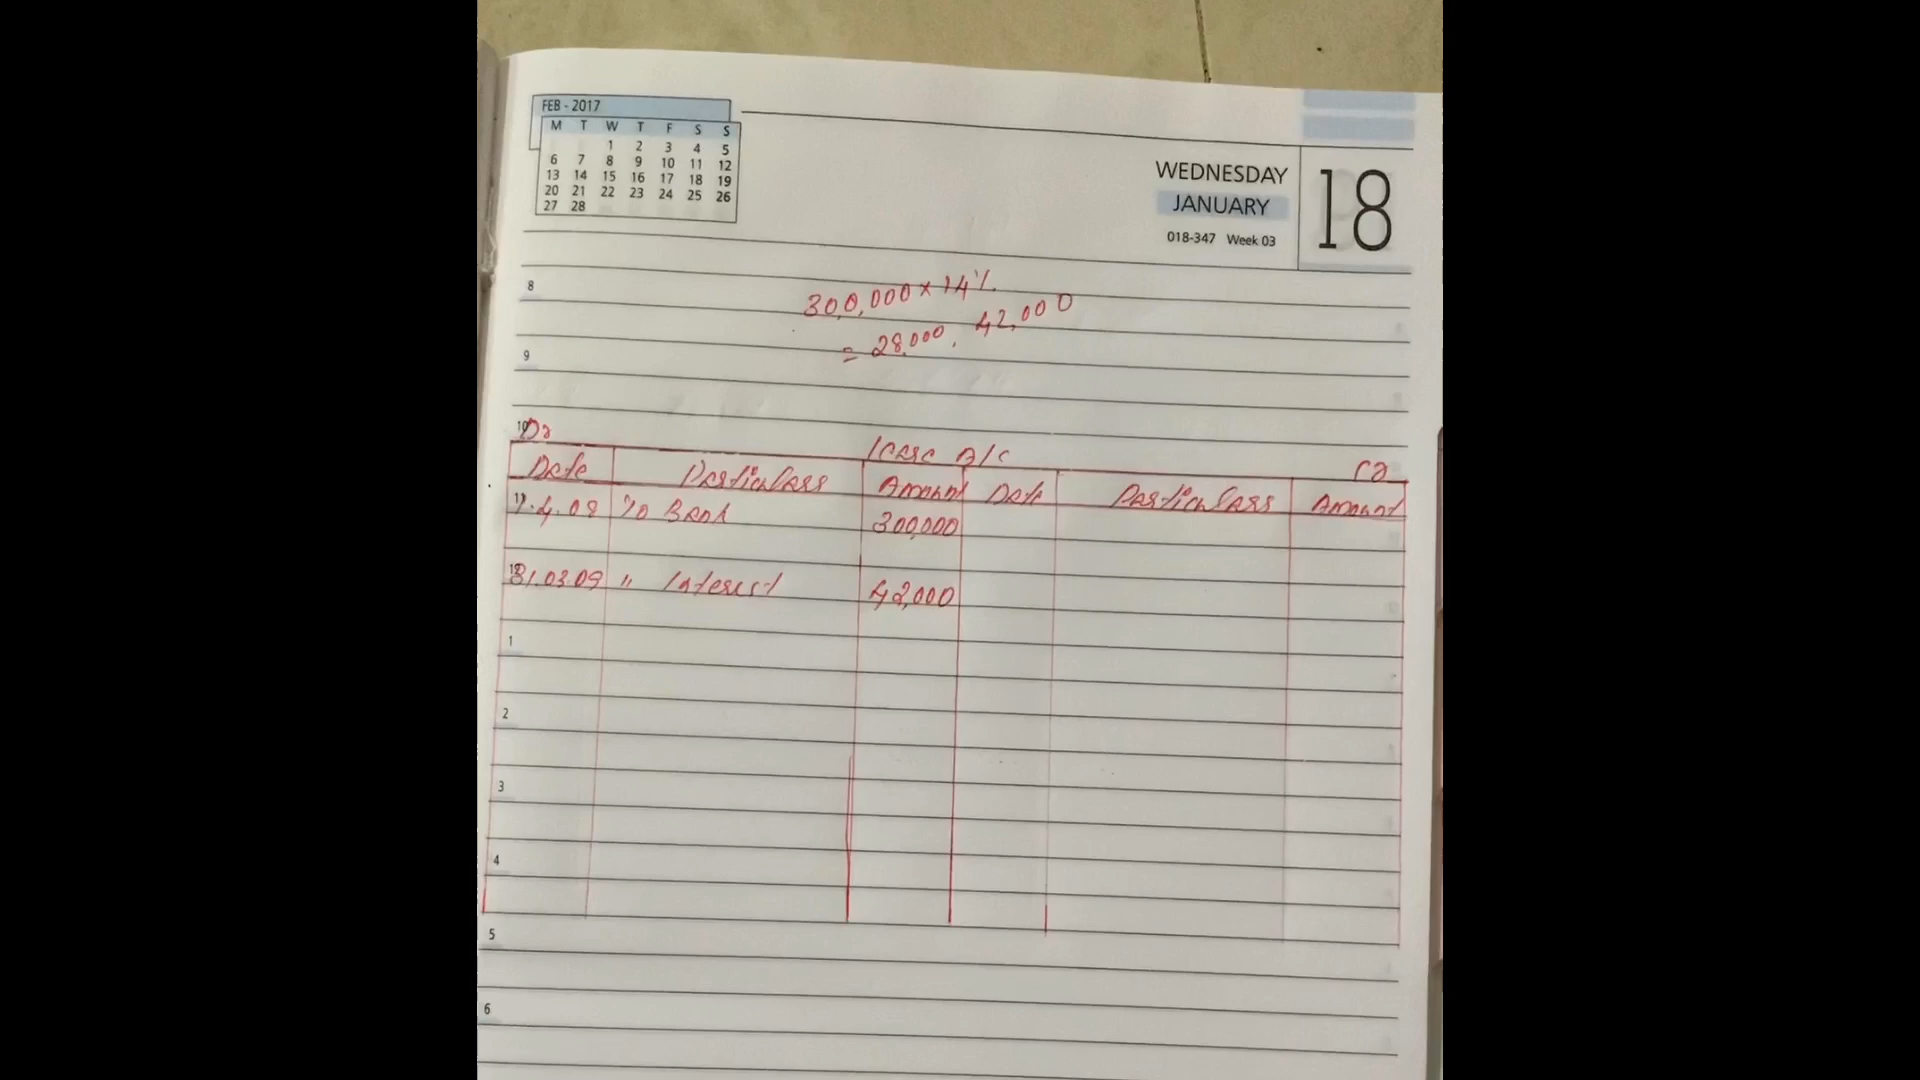 FEB - 2017
M T W T F S S
1 2 3 4 5
6 7 8 9 10 11 12
13 14 15 16 17 18 19
20 21 22 23 24 25 26
27 28
WEDNESDAY
JANUARY
018-347 Week 03
18
8
300,000 × 14%
= 28,000. 42,000
9
10
Dr
lease A/c
Cr
Date Particulars Amount Date Particulars Amount
11
1.4.08 To Bank 300,000
12
31.03.09 " Interest 42,000
1
2
3
4
5
6